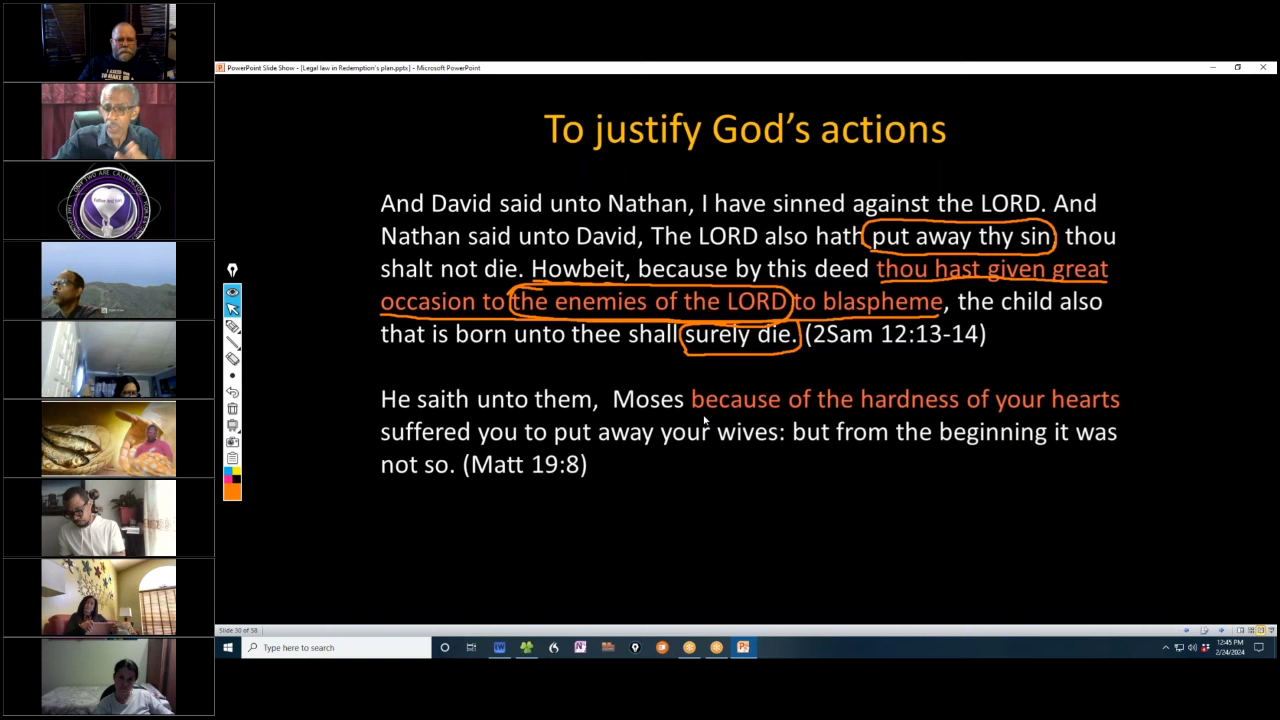 PowerPoint Slide Show - [Legal law in Redemption's plan.pptx] - Microsoft PowerPoint
To justify God's actions
And David said unto Nathan, I have sinned against the LORD. And
Nathan said unto David, The LORD also hath put away thy sin, thou
shalt not die. Howbeit, because by this deed thou hast given great
occasion to the enemies of the LORD to blaspheme, the child also
that is born unto thee shall surely die. (2Sam 12:13-14)
He saith unto them, Moses because of the hardness of your hearts
suffered you to put away your wives: but from the beginning it was
not so. (Matt 19:8)
Slide 30 of 58
Type here to search
12:45 PM
2/24/2024